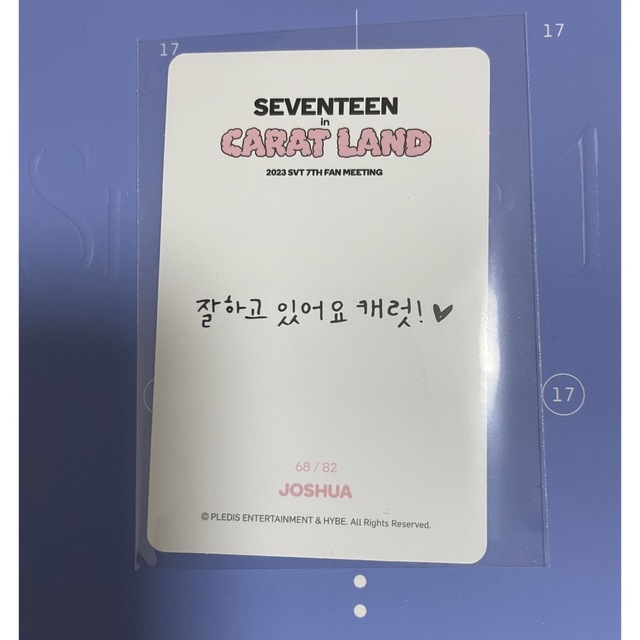 17
17
SEVENTEEN
in
CARAT LAND
2023 SVT 7TH FAN MEETING
잘하고 있어요 캐럿! ♥
17
68 / 82
JOSHUA
© PLEDIS ENTERTAINMENT & HYBE. All Rights Reserved.